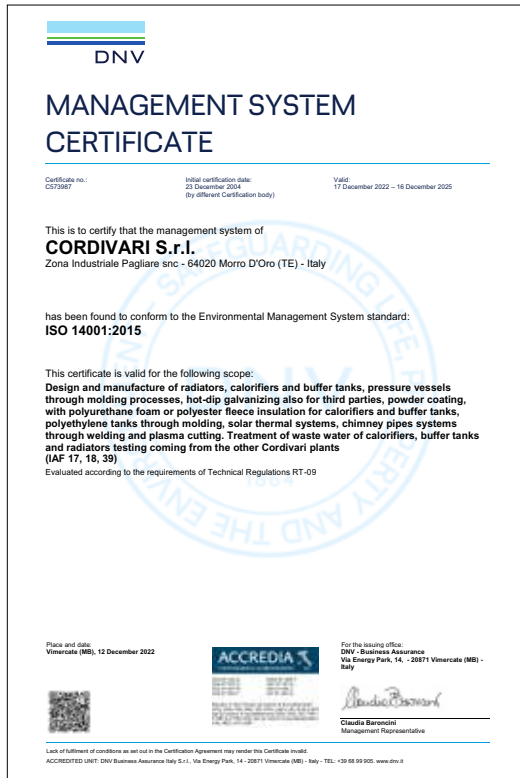 DNV
MANAGEMENT SYSTEM
CERTIFICATE
Certificate no.:
C573987
Initial certification date:
23 December 2004
(by different Certification body)
Valid:
17 December 2022 – 16 December 2025
This is to certify that the management system of
CORDIVARI S.r.l.
Zona Industriale Pagliare snc - 64020 Morro D'Oro (TE) - Italy
has been found to conform to the Environmental Management System standard:
ISO 14001:2015
This certificate is valid for the following scope:
Design and manufacture of radiators, calorifiers and buffer tanks, pressure vessels
through molding processes, hot-dip galvanizing also for third parties, powder coating,
with polyurethane foam or polyester fleece insulation for calorifiers and buffer tanks,
polyethylene tanks through molding, solar thermal systems, chimney pipes systems
through welding and plasma cutting. Treatment of waste water of calorifiers, buffer tanks
and radiators testing coming from the other Cordivari plants
(IAF 17, 18, 39)
Evaluated according to the requirements of Technical Regulations RT-09
Place and date:
Vimercate (MB), 12 December 2022
ACCREDIA
For the issuing office:
DNV - Business Assurance
Via Energy Park, 14, - 20871 Vimercate (MB) -
Italy
Claudia Baroncini
Management Representative
Lack of fulfilment of conditions as set out in the Certification Agreement may render this Certificate invalid.
ACCREDITED UNIT: DNV Business Assurance Italy S.r.l., Via Energy Park, 14 - 20871 Vimercate (MB) - Italy - TEL: +39 68 99 905. www.dnv.it